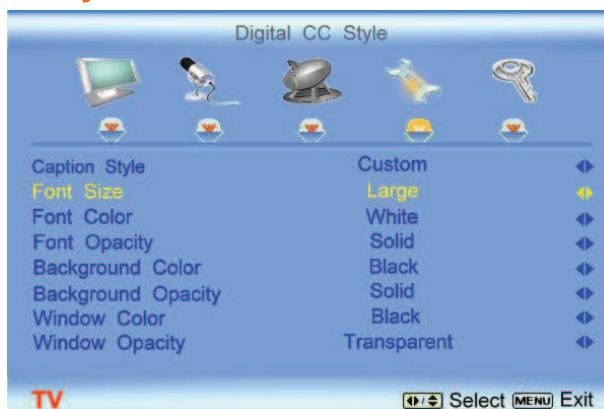 Digital CC Style
Caption Style Custom
Font Size Large
Font Color White
Font Opacity Solid
Background Color Black
Background Opacity Solid
Window Color Black
Window Opacity Transparent
TV Select MENU Exit